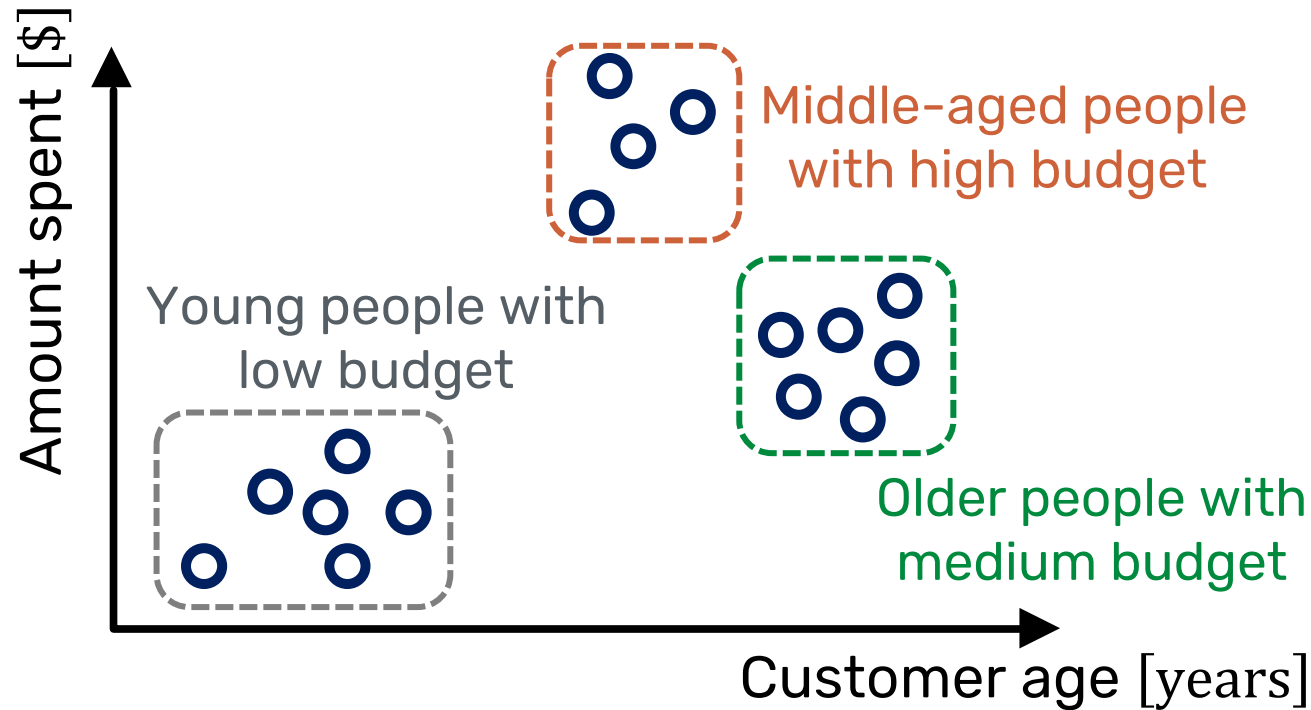 Amount spent [$]
Middle-aged people
with high budget
Young people with
low budget
Older people with
medium budget
Customer age [years]